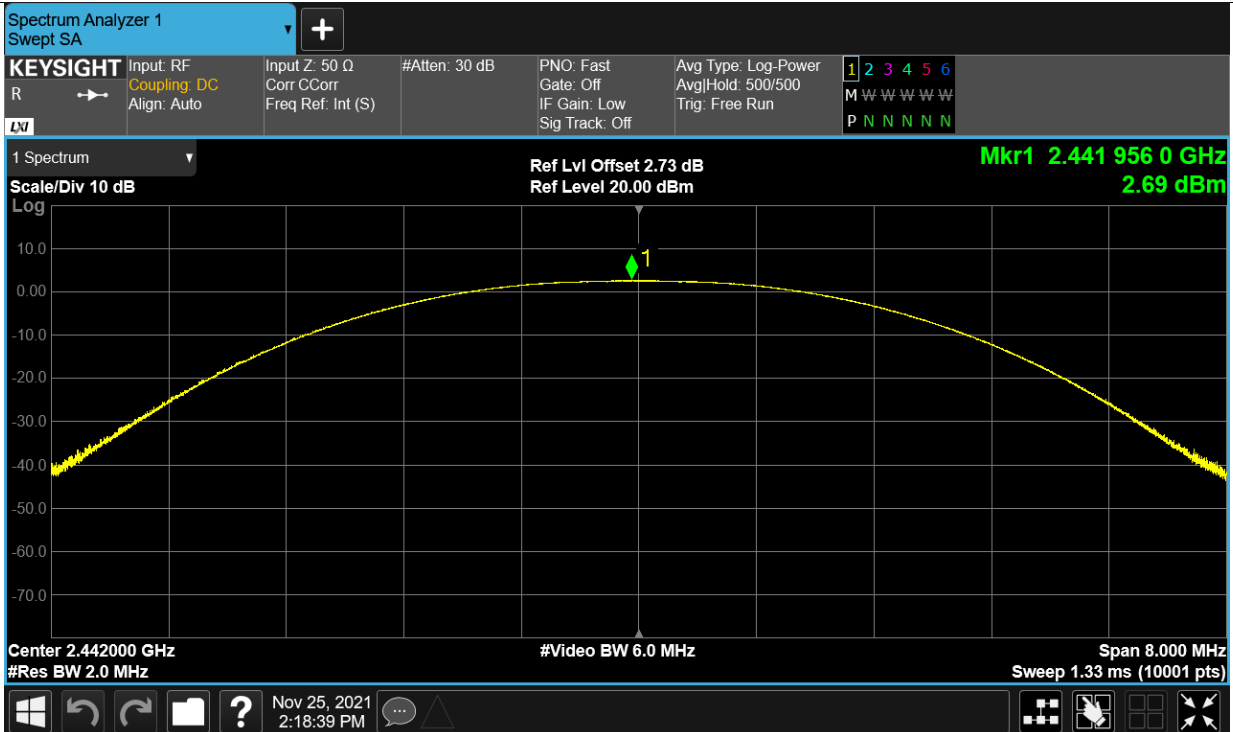 Spectrum Analyzer 1
Swept SA
KEYSIGHT
R
LXI
Input: RF
Coupling: DC
Align: Auto
Input Z: 50 Ω
Corr CCorr
Freq Ref: Int (S)
#Atten: 30 dB
PNO: Fast
Gate: Off
IF Gain: Low
Sig Track: Off
Avg Type: Log-Power
Avg|Hold: 500/500
Trig: Free Run
1 2 3 4 5 6
M W W W W W
P N N N N N
1 Spectrum
Scale/Div 10 dB
Log
Ref Lvl Offset 2.73 dB
Ref Level 20.00 dBm
Mkr1 2.441 956 0 GHz
2.69 dBm
1
10.0
0.00
-10.0
-20.0
-30.0
-40.0
-50.0
-60.0
-70.0
Center 2.442000 GHz
#Res BW 2.0 MHz
#Video BW 6.0 MHz
Span 8.000 MHz
Sweep 1.33 ms (10001 pts)
?
Nov 25, 2021
2:18:39 PM